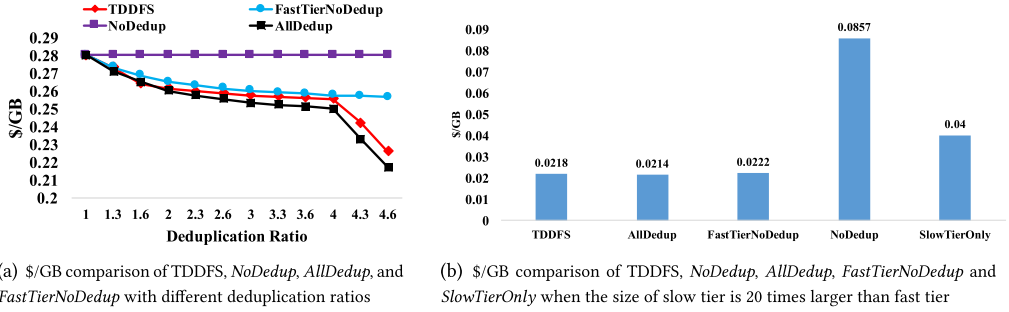 TDDFS
FastTierNoDedup
NoDedup
AllDedup
0.29
0.28
0.27
0.26
0.25
0.24
0.23
0.22
0.21
0.2
$/GB
1 1.3 1.6 2 2.3 2.6 3 3.3 3.6 4 4.3 4.6
Deduplication Ratio
(a) $/GB comparison of TDDFS, NoDedup, AllDedup, and
FastTierNoDedup with different deduplication ratios
0.09
0.08
0.07
0.06
0.05
0.04
0.03
0.02
0.01
0
$/GB
0.0218
0.0214
0.0222
0.0857
0.04
TDDFS AllDedup FastTierNoDedup NoDedup SlowTierOnly
(b) $/GB comparison of TDDFS, NoDedup, AllDedup, FastTierNoDedup and
SlowTierOnly when the size of slow tier is 20 times larger than fast tier